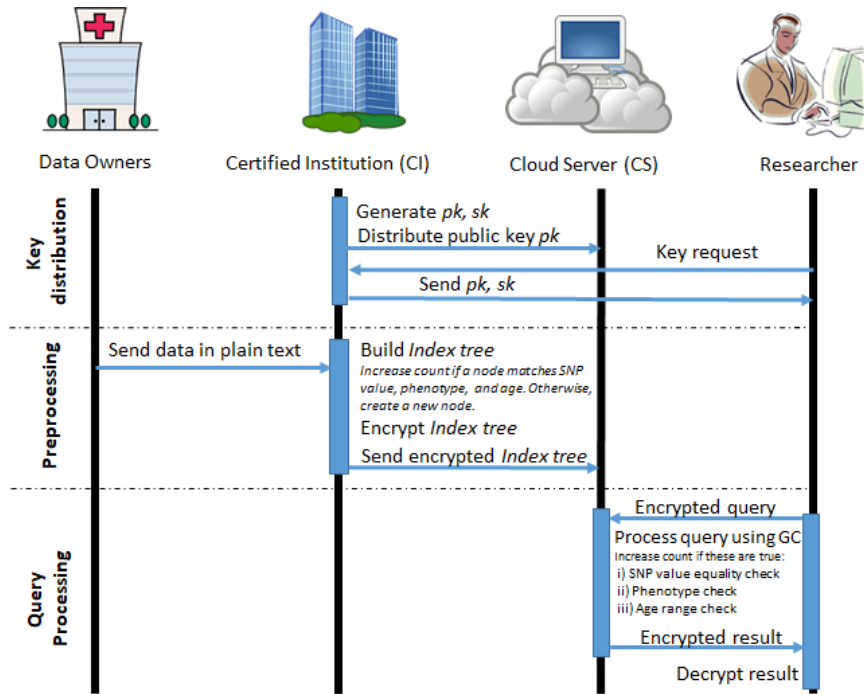 Data Owners
Certified Institution (CI)
Cloud Server (CS)
Researcher
Key
distribution
Generate pk, sk
Distribute public key pk
Key request
Send pk, sk
Preprocessing
Send data in plain text
Build Index tree
Increase count if a node matches SNP
value, phenotype, and age. Otherwise,
create a new node.
Encrypt Index tree
Send encrypted Index tree
Query
Processing
Encrypted query
Process query using GC
Increase count if these are true:
i) SNP value equality check
ii) Phenotype check
iii) Age range check
Encrypted result
Decrypt result